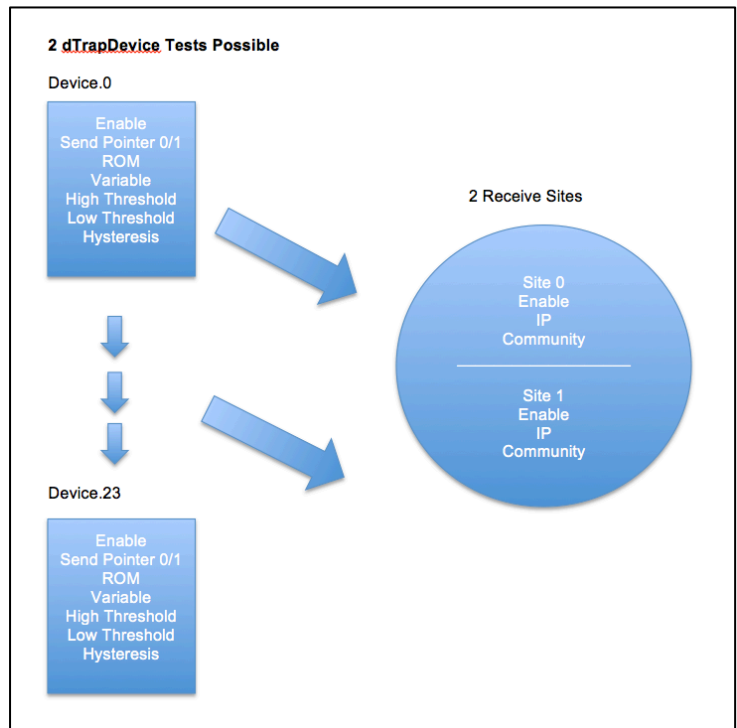 2 dTrapDevice Tests Possible
Device.0
Enable
Send Pointer 0/1
ROM
Variable
High Threshold
Low Threshold
Hysteresis
2 Receive Sites
Site 0
Enable
IP
Community
Site 1
Enable
IP
Community
Device.23
Enable
Send Pointer 0/1
ROM
Variable
High Threshold
Low Threshold
Hysteresis